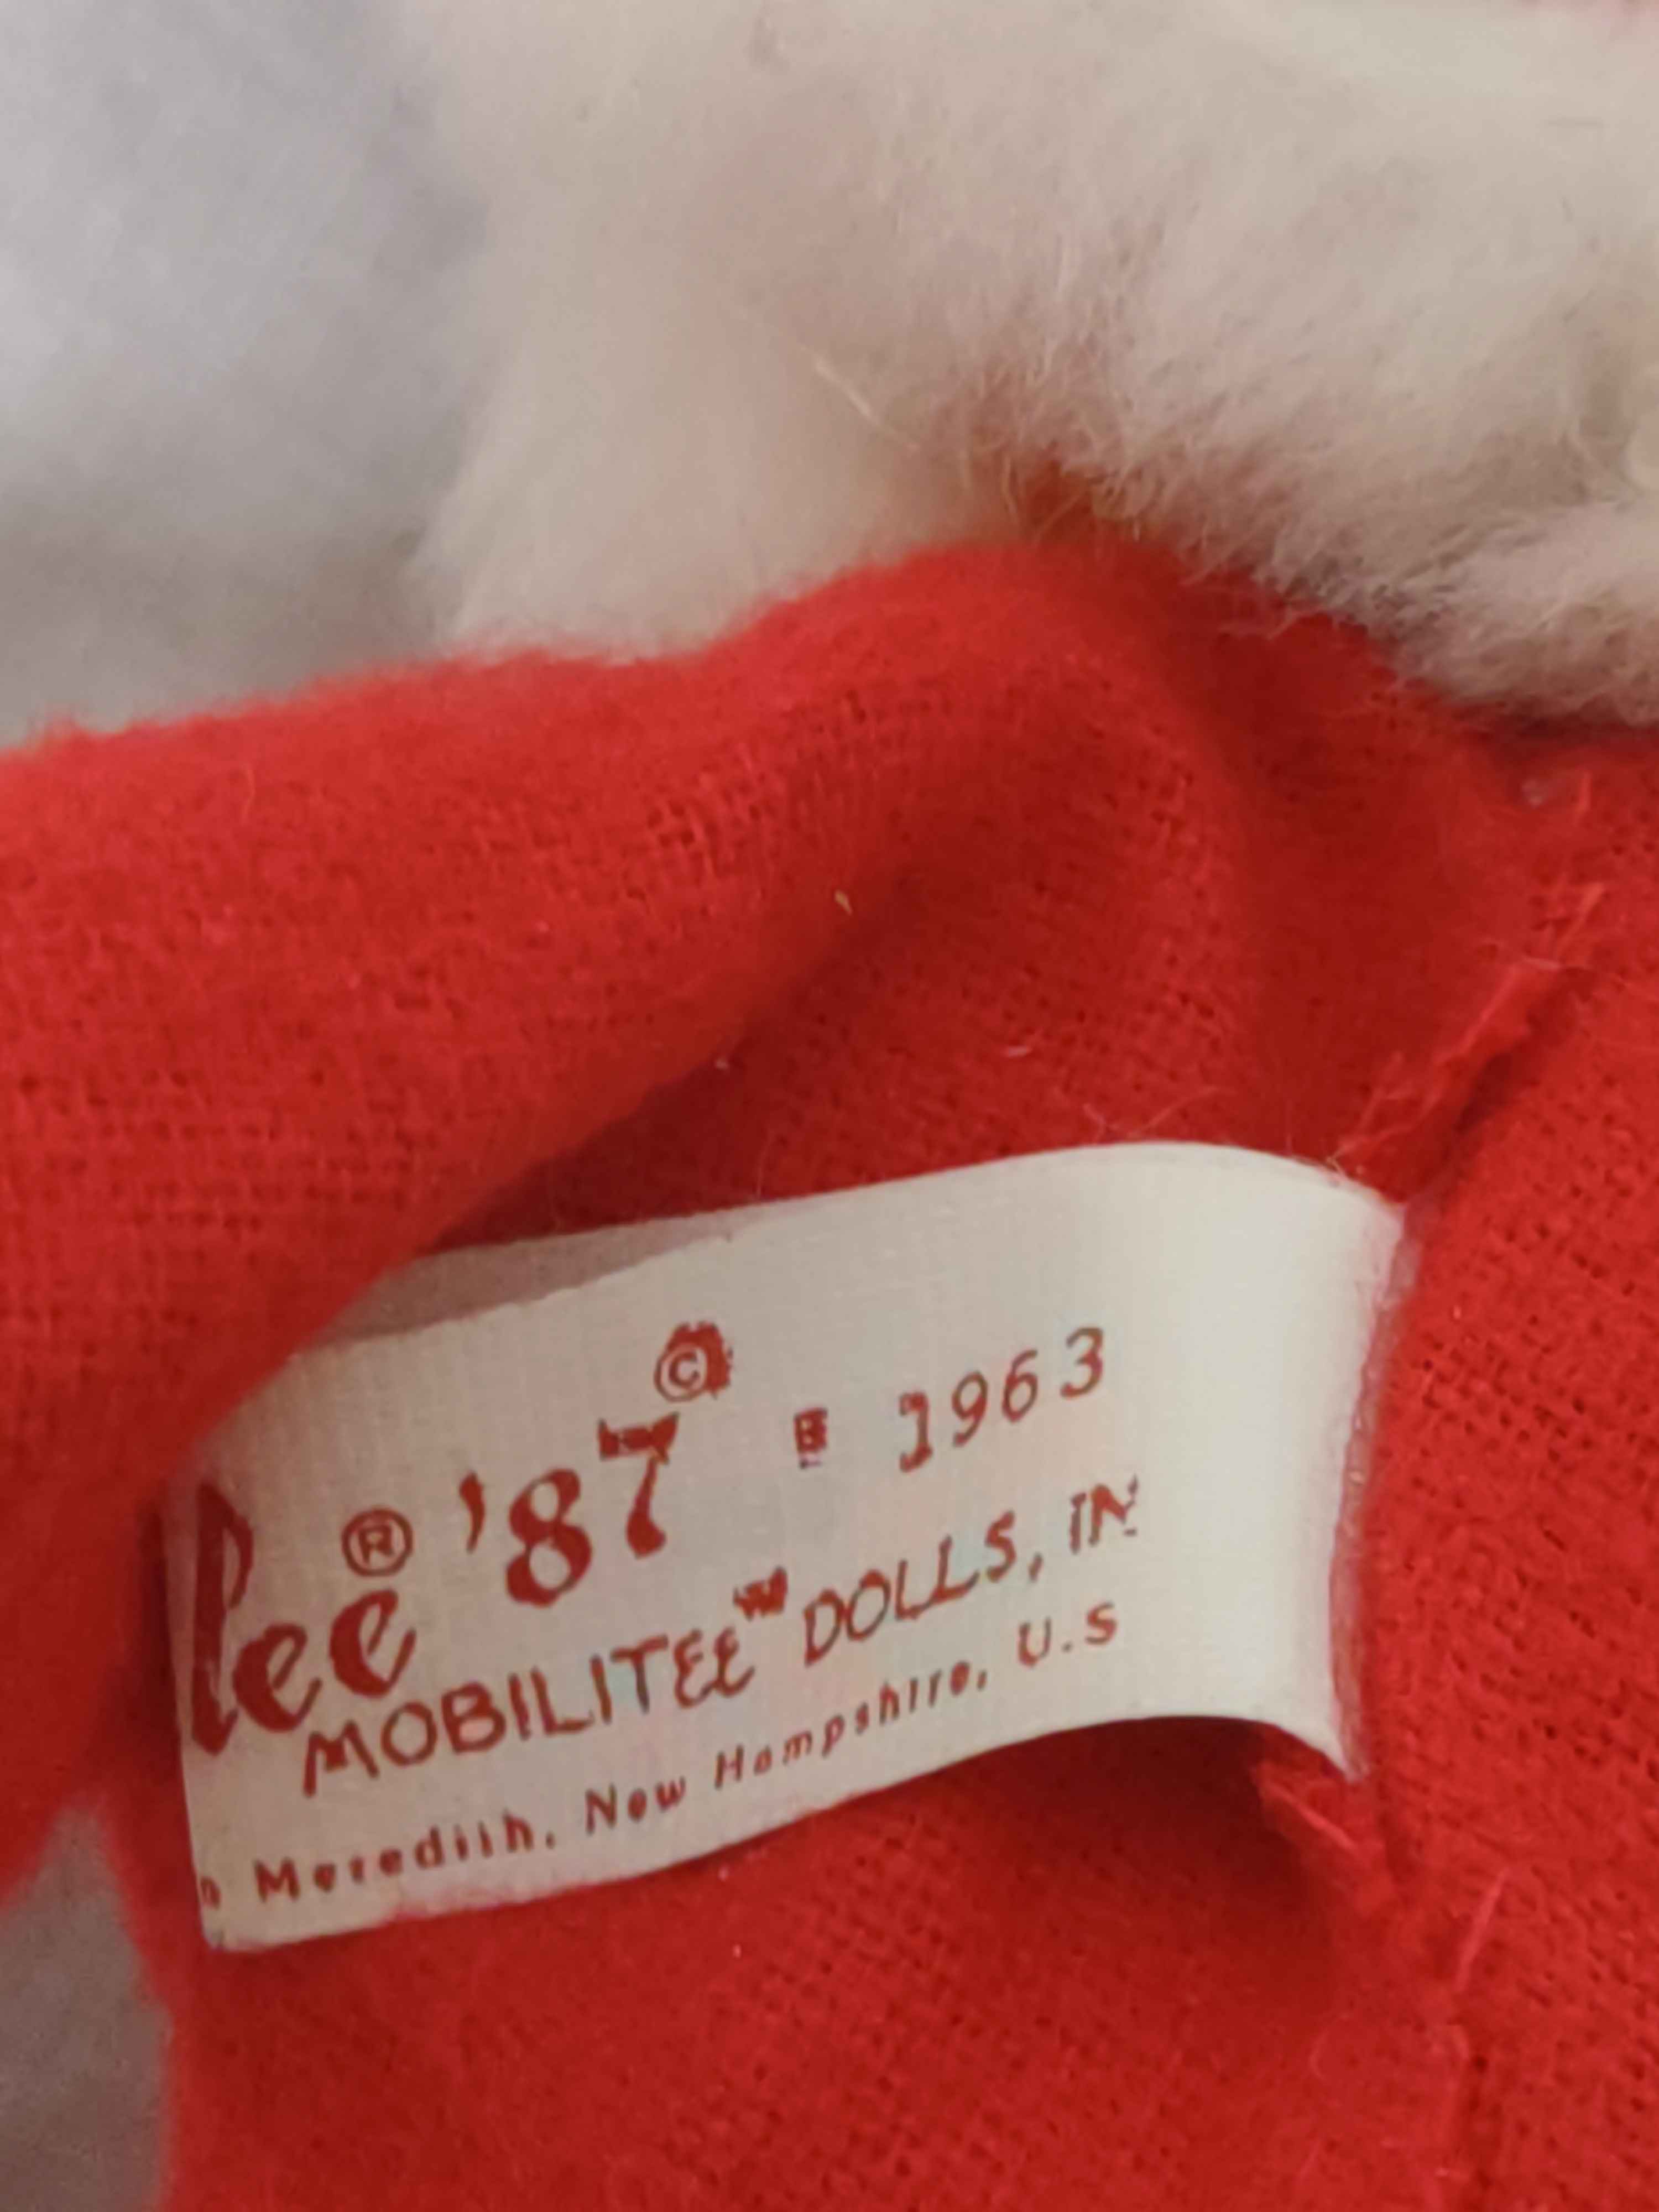 lee® '87© 1963
MOBILITEE™ DOLLS, IN
n Meredith, New Hampshire, U.S